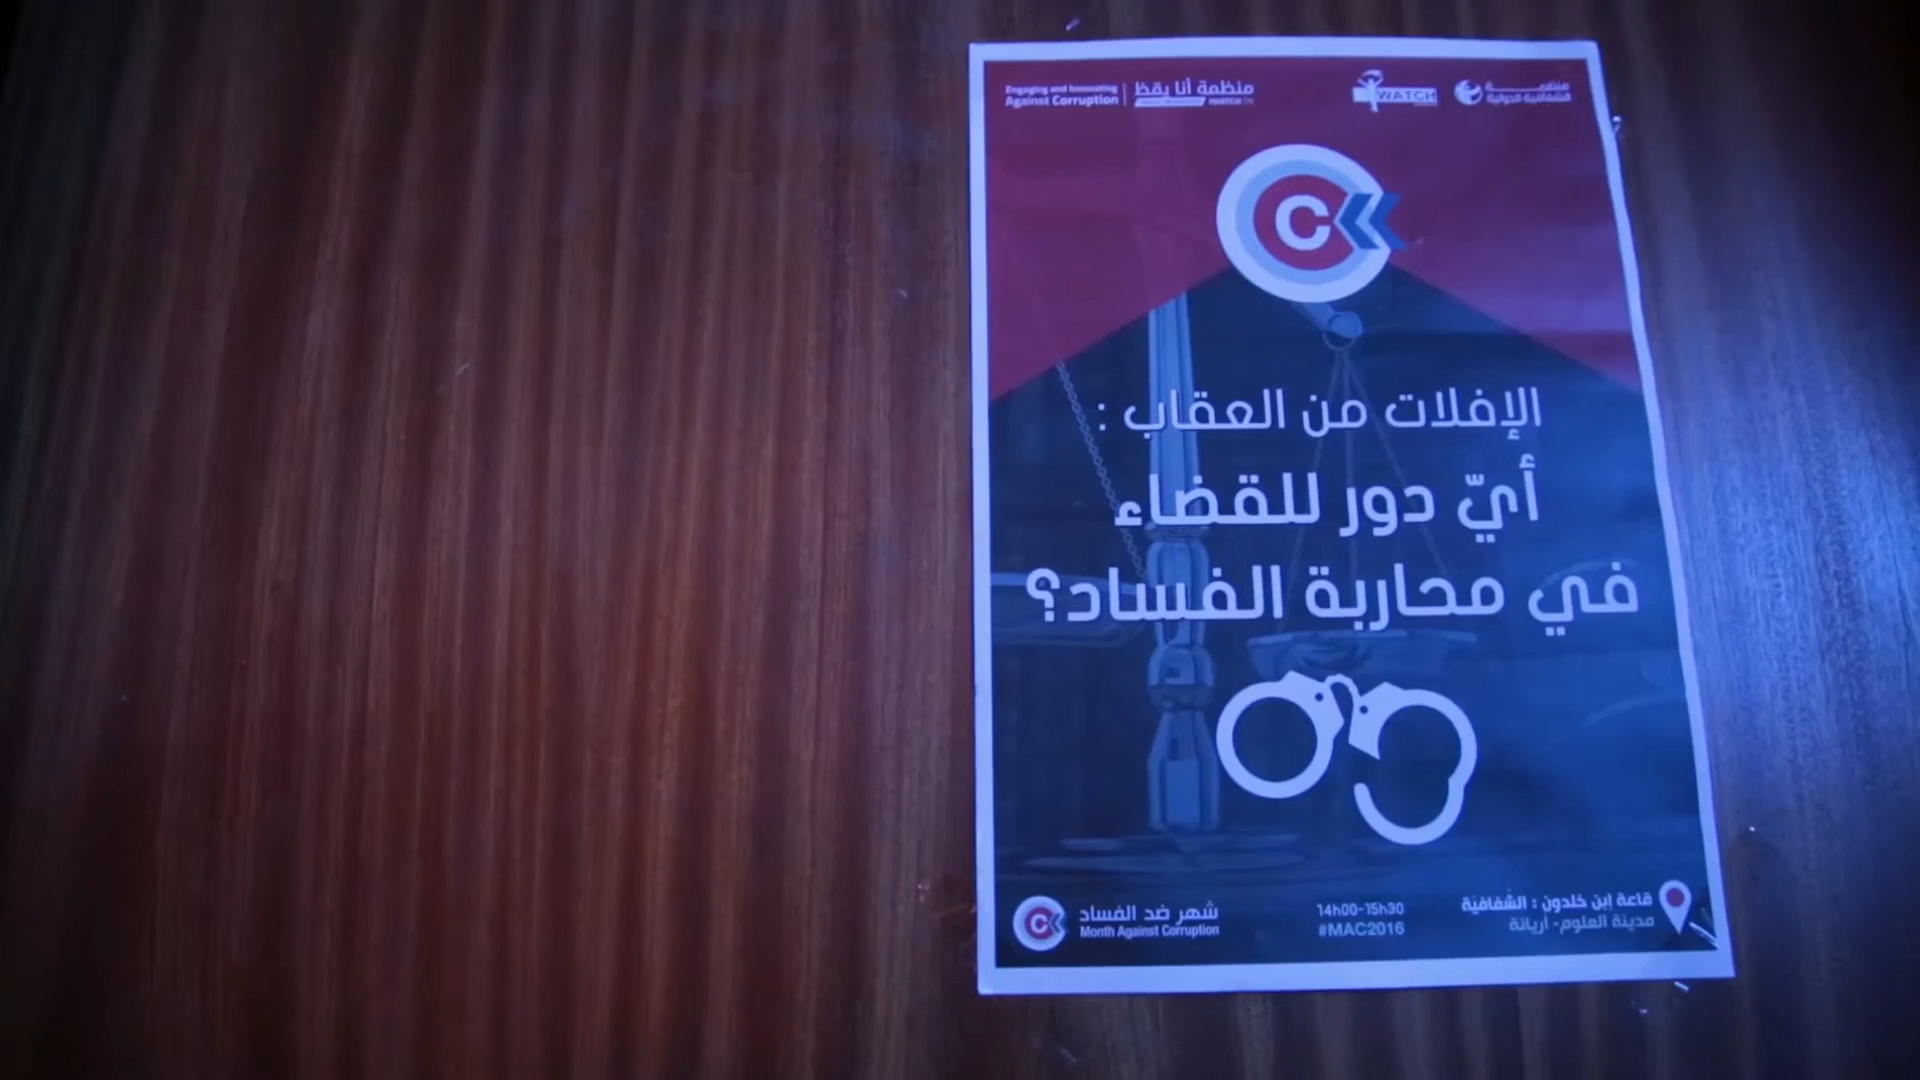 Engaging and Innovating
Against Corruption
منظمة أنا يقظ
WATCH
منظمة
الشفافية الدولية
C
الإفلات من العقاب :
أيّ دور للقضاء
في محاربة الفساد؟
شهر ضد الفساد
Month Against Corruption
14h00-15h30
#MAC2016
قاعة إبن خلدون : الشفافيّة
مدينة العلوم- أريانة